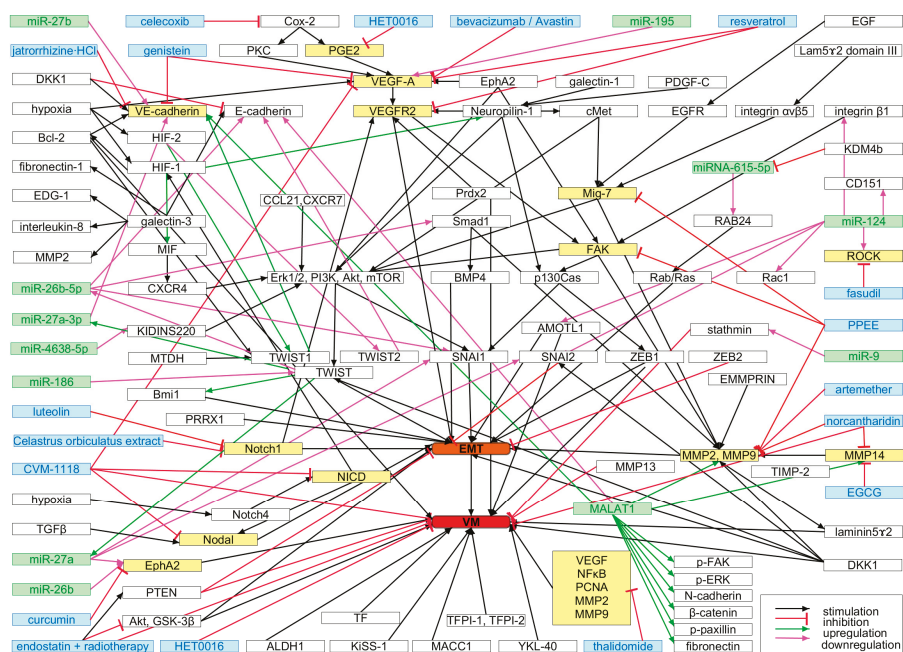 miR-27b
celecoxib
Cox-2
HET0016
bevacizumab / Avastin
miR-195
resveratrol
EGF
jatrorrhizine·HCl
genistein
PKC
PGE2
Lam5τ2 domain III
DKK1
VEGF-A
EphA2
galectin-1
PDGF-C
hypoxia
VE-cadherin
E-cadherin
VEGFR2
Neuropilin-1
cMet
EGFR
integrin αvβ5
integrin β1
Bcl-2
HIF-2
KDM4b
fibronectin-1
HIF-1
miRNA-615-5p
CD151
EDG-1
CCL21,CXCR7
Prdx2
Mig-7
interleukin-8
galectin-3
Smad1
RAB24
miR-124
MMP2
MIF
FAK
ROCK
miR-26b-5p
CXCR4
Erk1/2, PI3K, Akt, mTOR
BMP4
p130Cas
Rab/Ras
Rac1
fasudil
miR-27a-3p
KIDINS220
AMOTL1
stathmin
PPEE
miR-4638-5p
MTDH
TWIST1
TWIST2
SNAI1
SNAI2
ZEB1
ZEB2
miR-9
miR-186
TWIST
EMMPRIN
Bmi1
artemether
luteolin
PRRX1
norcantharidin
Celastrus orbiculatus extract
Notch1
EMT
MMP2, MMP9
MMP14
CVM-1118
NICD
MMP13
TIMP-2
EGCG
hypoxia
Notch4
MALAT1
TGFβ
VM
Nodal
laminin5τ2
miR-27a
EphA2
VEGF
NFκB
PCNA
MMP2
MMP9
p-FAK
DKK1
miR-26b
PTEN
p-ERK
N-cadherin
curcumin
Akt, GSK-3β
TF
TFPI-1, TFPI-2
β-catenin
p-paxillin
endostatin + radiotherapy
HET0016
ALDH1
KiSS-1
MACC1
YKL-40
thalidomide
fibronectin
stimulation
inhibition
upregulation
downregulation